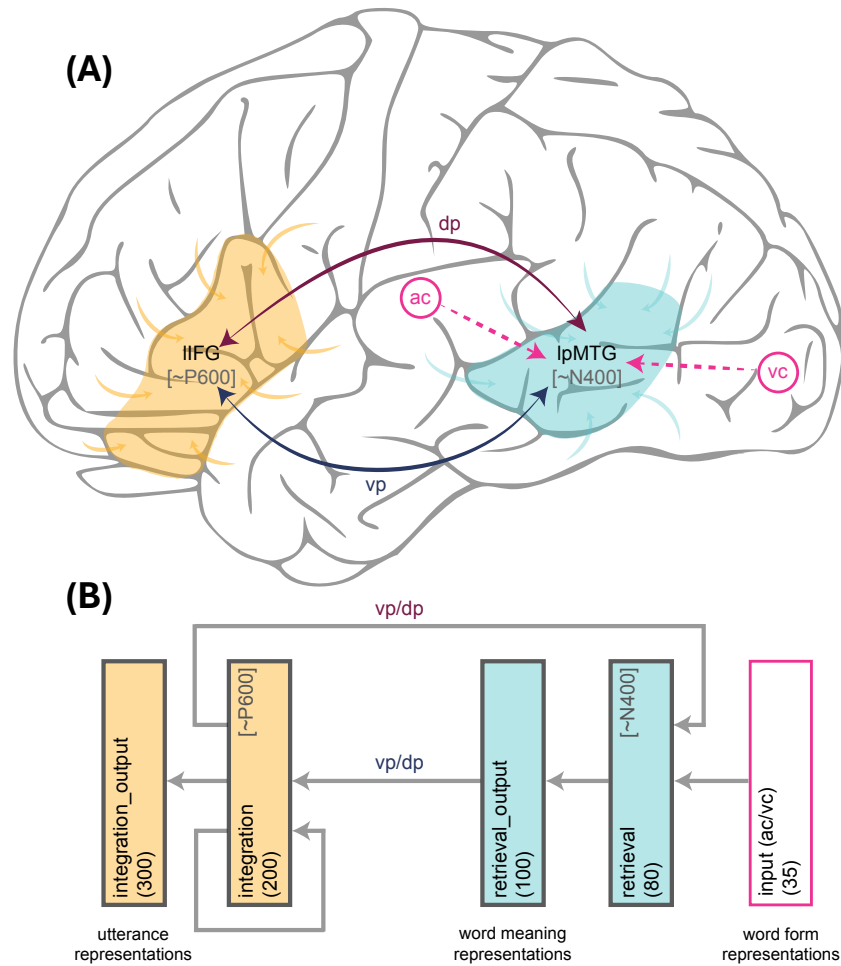 (A)
dp
ac
lIFG
[~P600]
lpMTG
[~N400]
vc
vp
(B)
vp/dp
vp/dp
integration_output
(300)
[~P600]
integration
(200)
retrieval_output
(100)
[~N400]
retrieval
(80)
input (ac/vc)
(35)
utterance
representations
word meaning
representations
word form
representations